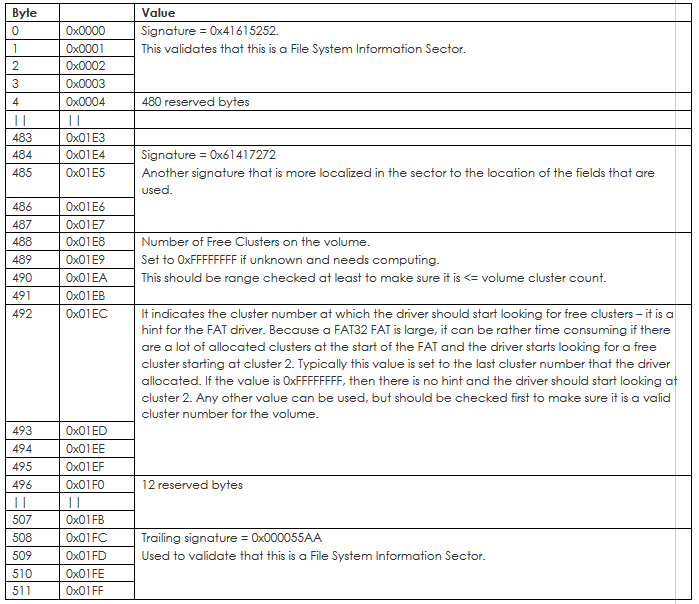 Byte Value
0 0x0000 Signature = 0x41615252.
1 0x0001 This validates that this is a File System Information Sector.
2 0x0002
3 0x0003
4 0x0004 480 reserved bytes
|| ||
483 0x01E3
484 0x01E4 Signature = 0x61417272
485 0x01E5 Another signature that is more localized in the sector to the location of the fields that are
used.
486 0x01E6
487 0x01E7
488 0x01E8 Number of Free Clusters on the volume.
489 0x01E9 Set to 0xFFFFFFFF if unknown and needs computing.
490 0x01EA This should be range checked at least to make sure it is <= volume cluster count.
491 0x01EB
492 0x01EC It indicates the cluster number at which the driver should start looking for free clusters – it is a
hint for the FAT driver. Because a FAT32 FAT is large, it can be rather time consuming if there
are a lot of allocated clusters at the start of the FAT and the driver starts looking for a free
cluster starting at cluster 2. Typically this value is set to the last cluster number that the driver
allocated. If the value is 0xFFFFFFFF, then there is no hint and the driver should start looking at
cluster 2. Any other value can be used, but should be checked first to make sure it is a valid
cluster number for the volume.
493 0x01ED
494 0x01EE
495 0x01EF
496 0x01F0 12 reserved bytes
|| ||
507 0x01FB
508 0x01FC Trailing signature = 0x000055AA
509 0x01FD Used to validate that this is a File System Information Sector.
510 0x01FE
511 0x01FF